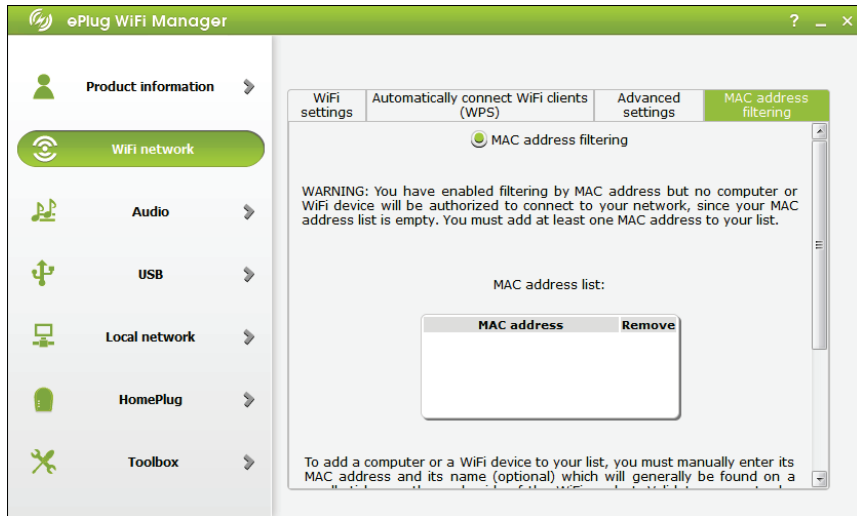 ePlug WiFi Manager
?
Product information
WiFi network
Audio
USB
Local network
HomePlug
Toolbox
WiFi settings
Automatically connect WiFi clients (WPS)
Advanced settings
MAC address filtering
MAC address filtering
WARNING: You have enabled filtering by MAC address but no computer or
WiFi device will be authorized to connect to your network, since your MAC
address list is empty. You must add at least one MAC address to your list.
MAC address list:
MAC address Remove
To add a computer or a WiFi device to your list, you must manually enter its
MAC address and its name (optional) which will generally be found on a